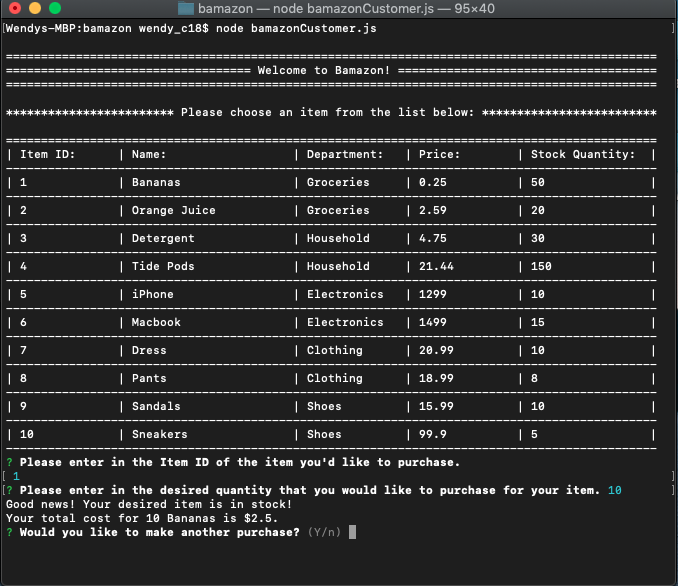 bamazon — node bamazonCustomer.js — 95×40
[Wendys-MBP:bamazon wendy_c18$ node bamazonCustomer.js ]
=============================================================================================
=================================== Welcome to Bamazon! =====================================
=============================================================================================
************************ Please choose an item from the list below: *************************
=============================================================================================
| Item ID: | Name: | Department: | Price: | Stock Quantity: |
| 1 | Bananas | Groceries | 0.25 | 50 |
| 2 | Orange Juice | Groceries | 2.59 | 20 |
| 3 | Detergent | Household | 4.75 | 30 |
| 4 | Tide Pods | Household | 21.44 | 150 |
| 5 | iPhone | Electronics | 1299 | 10 |
| 6 | Macbook | Electronics | 1499 | 15 |
| 7 | Dress | Clothing | 20.99 | 10 |
| 8 | Pants | Clothing | 18.99 | 8 |
| 9 | Sandals | Shoes | 15.99 | 10 |
| 10 | Sneakers | Shoes | 99.9 | 5 |
? Please enter in the Item ID of the item you'd like to purchase.
[ 1 ]
[? Please enter in the desired quantity that you would like to purchase for your item. 10 ]
Good news! Your desired item is in stock!
Your total cost for 10 Bananas is $2.5.
? Would you like to make another purchase? (Y/n)